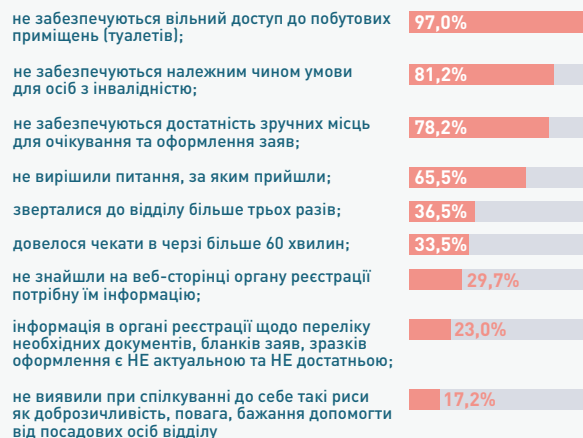 не забезпечуються вільний доступ до побутових
приміщень (туалетів);
97,0%
не забезпечуються належним чином умови
для осіб з інвалідністю;
81,2%
не забезпечуються достатність зручних місць
для очікування та оформлення заяв;
78,2%
не вирішили питання, за яким прийшли;
65,5%
зверталися до відділу більше трьох разів;
36,5%
довелося чекати в черзі більше 60 хвилин;
33,5%
не знайшли на веб-сторінці органу реєстрації
потрібну їм інформацію;
29,7%
інформація в органі реєстрації щодо переліку
необхідних документів, бланків заяв, зразків
оформлення є НЕ актуальною та НЕ достатньою;
23,0%
не виявили при спілкуванні до себе такі риси
як доброзичливість, повага, бажання допомогти
від посадових осіб відділу
17,2%